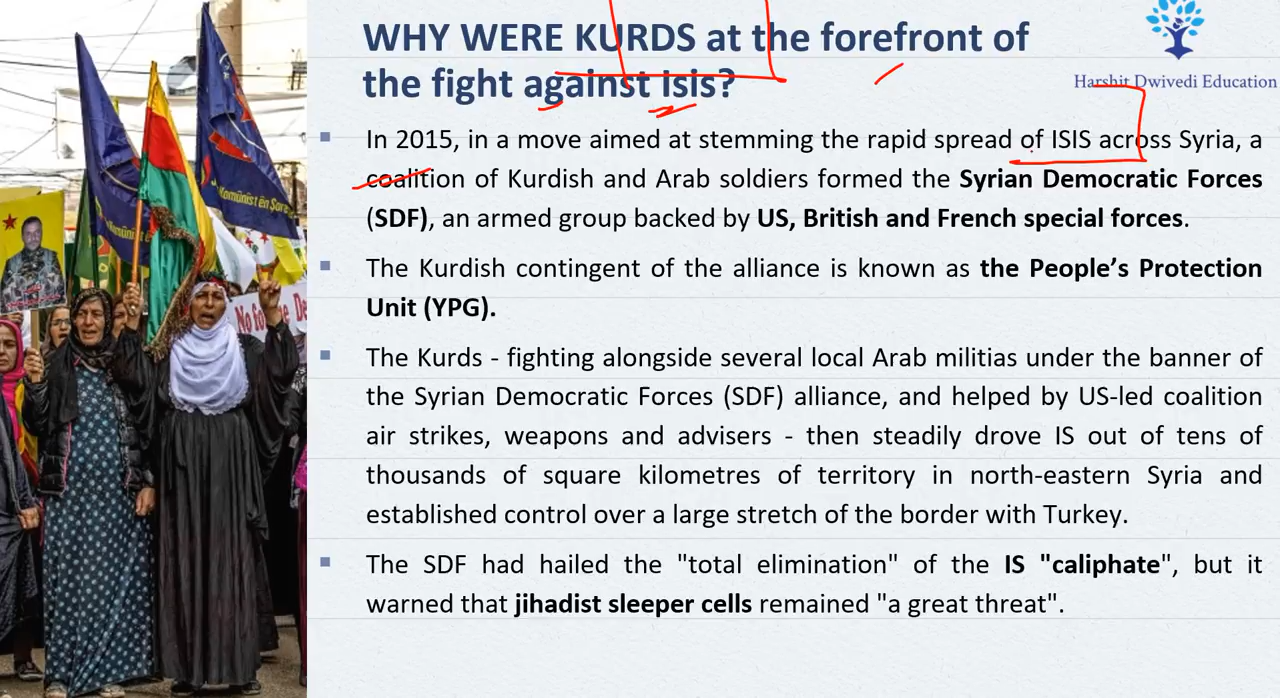 WHY WERE KURDS at the forefront of
the fight against Isis?
Harshit Dwivedi Education
In 2015, in a move aimed at stemming the rapid spread of ISIS across Syria, a
coalition of Kurdish and Arab soldiers formed the Syrian Democratic Forces
(SDF), an armed group backed by US, British and French special forces.
The Kurdish contingent of the alliance is known as the People’s Protection
Unit (YPG).
The Kurds - fighting alongside several local Arab militias under the banner of
the Syrian Democratic Forces (SDF) alliance, and helped by US-led coalition
air strikes, weapons and advisers - then steadily drove IS out of tens of
thousands of square kilometres of territory in north-eastern Syria and
established control over a large stretch of the border with Turkey.
The SDF had hailed the "total elimination" of the IS "caliphate", but it
warned that jihadist sleeper cells remained "a great threat".